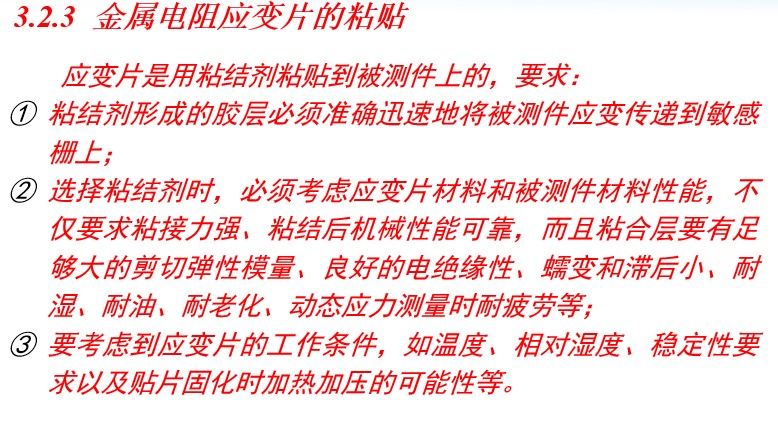 3.2.3 金属电阻应变片的粘贴
应变片是用粘结剂粘贴到被测件上的，要求：
① 粘结剂形成的胶层必须准确迅速地将被测件应变传递到敏感
栅上；
② 选择粘结剂时，必须考虑应变片材料和被测件材料性能，不
仅要求粘接力强、粘结后机械性能可靠，而且粘合层要有足
够大的剪切弹性模量、良好的电绝缘性、蠕变和滞后小、耐
湿、耐油、耐老化、动态应力测量时耐疲劳等；
③ 要考虑到应变片的工作条件，如温度、相对湿度、稳定性要
求以及贴片固化时加热加压的可能性等。